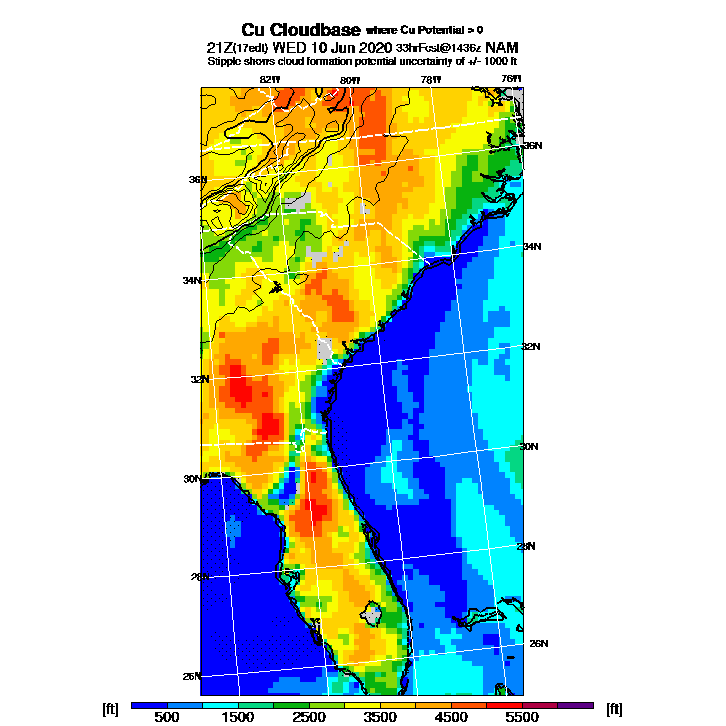 Cu Cloudbase where Cu Potential > 0
21Z(17edt) WED 10 Jun 2020 33hrFcst@1436z NAM
Stipple shows cloud formation potential uncertainty of +/- 1000 ft
82W 80W 78W 76W
36N
36N
34N
34N
32N
32N
30N
30N
28N
28N
26N
26N
[ft] 500 1500 2500 3500 4500 5500 [ft]